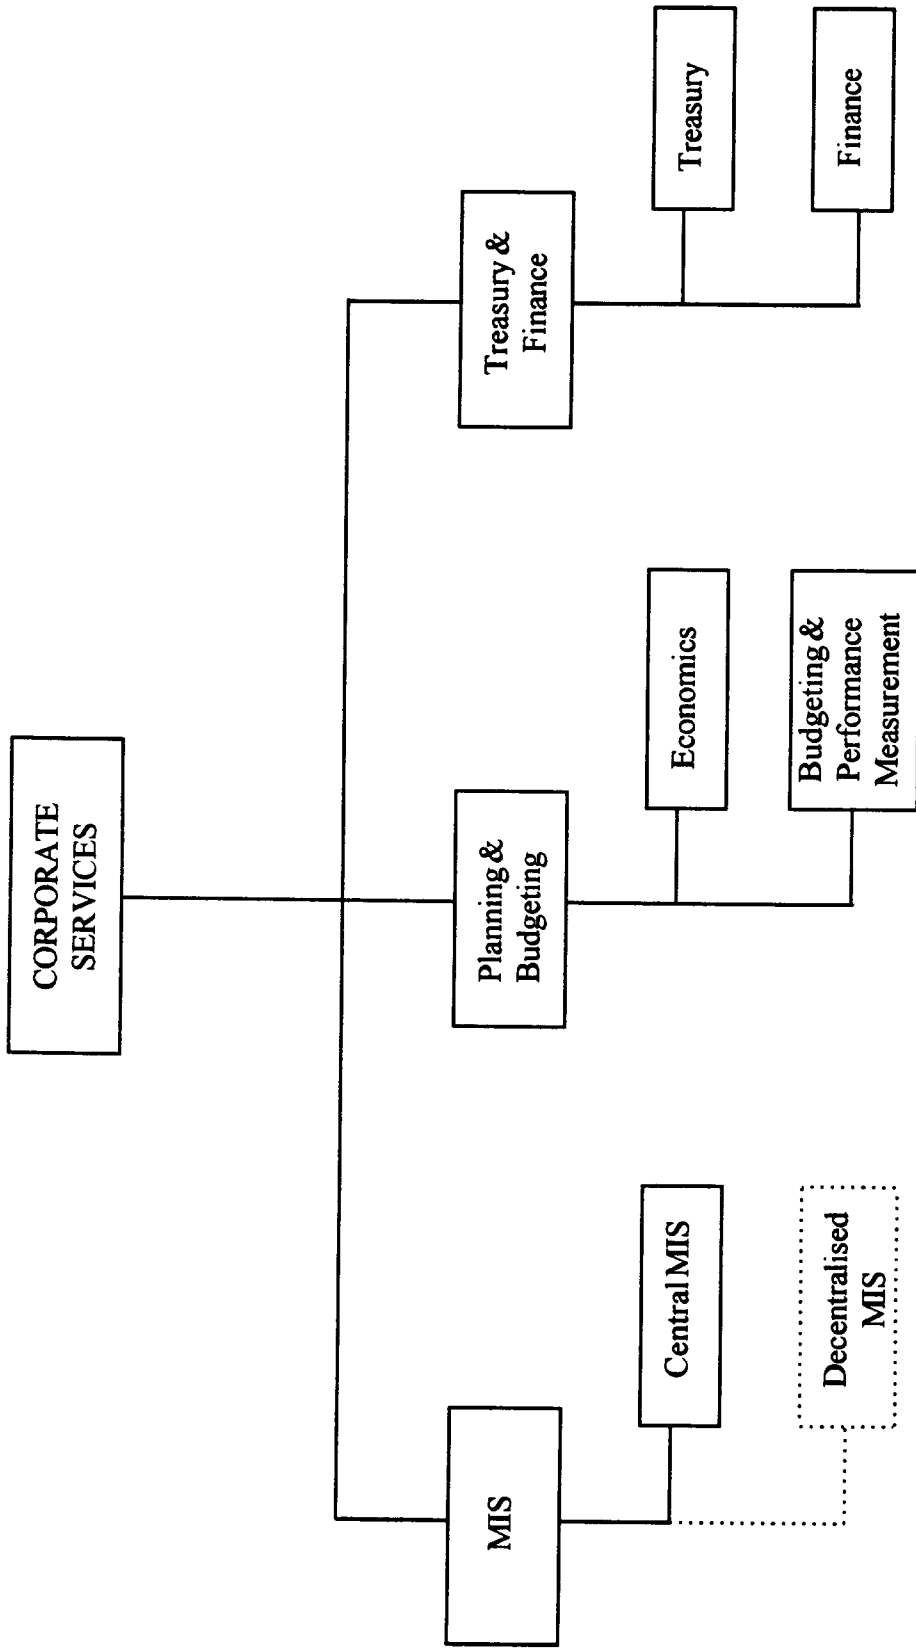 CORPORATE
SERVICES
MIS
Planning &
Budgeting
Treasury &
Finance
Central MIS
Economics
Treasury
Decentralised
MIS
Budgeting &
Performance
Measurement
Finance